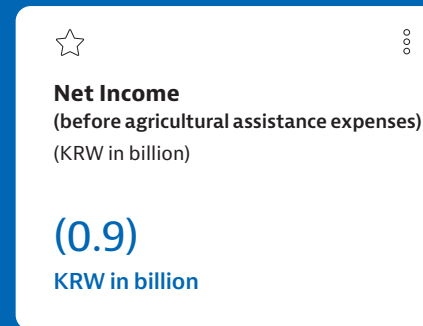 Net Income
(before agricultural assistance expenses)
(KRW in billion)
(0.9)
KRW in billion